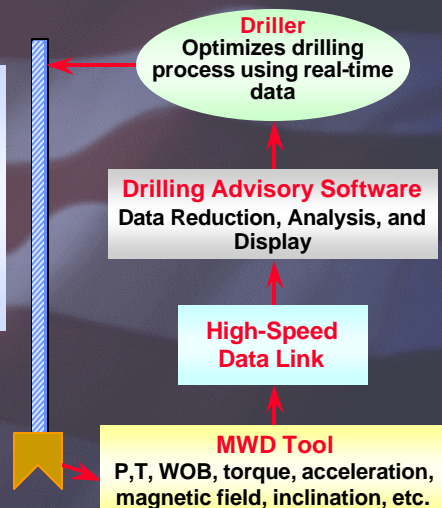 Driller
Optimizes drilling
process using real-time
data
Drilling Advisory Software
Data Reduction, Analysis, and
Display
High-Speed
Data Link
MWD Tool
P,T, WOB, torque, acceleration,
magnetic field, inclination, etc.